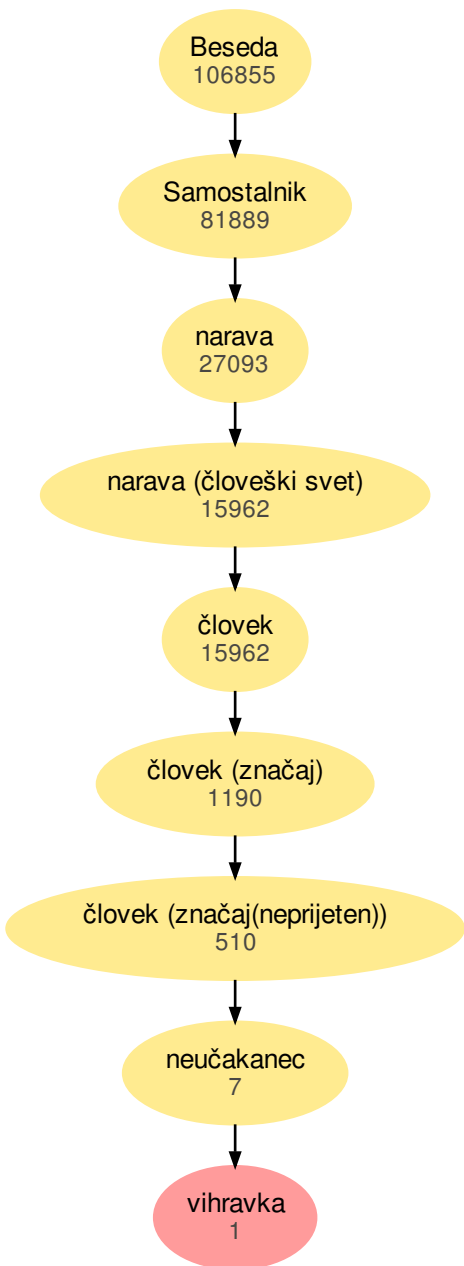 Beseda
106855
Samostalnik
81889
narava
27093
narava (človeški svet)
15962
človek
15962
človek (značaj)
1190
človek (značaj(neprijeten))
510
neučakanec
7
vihravka
1